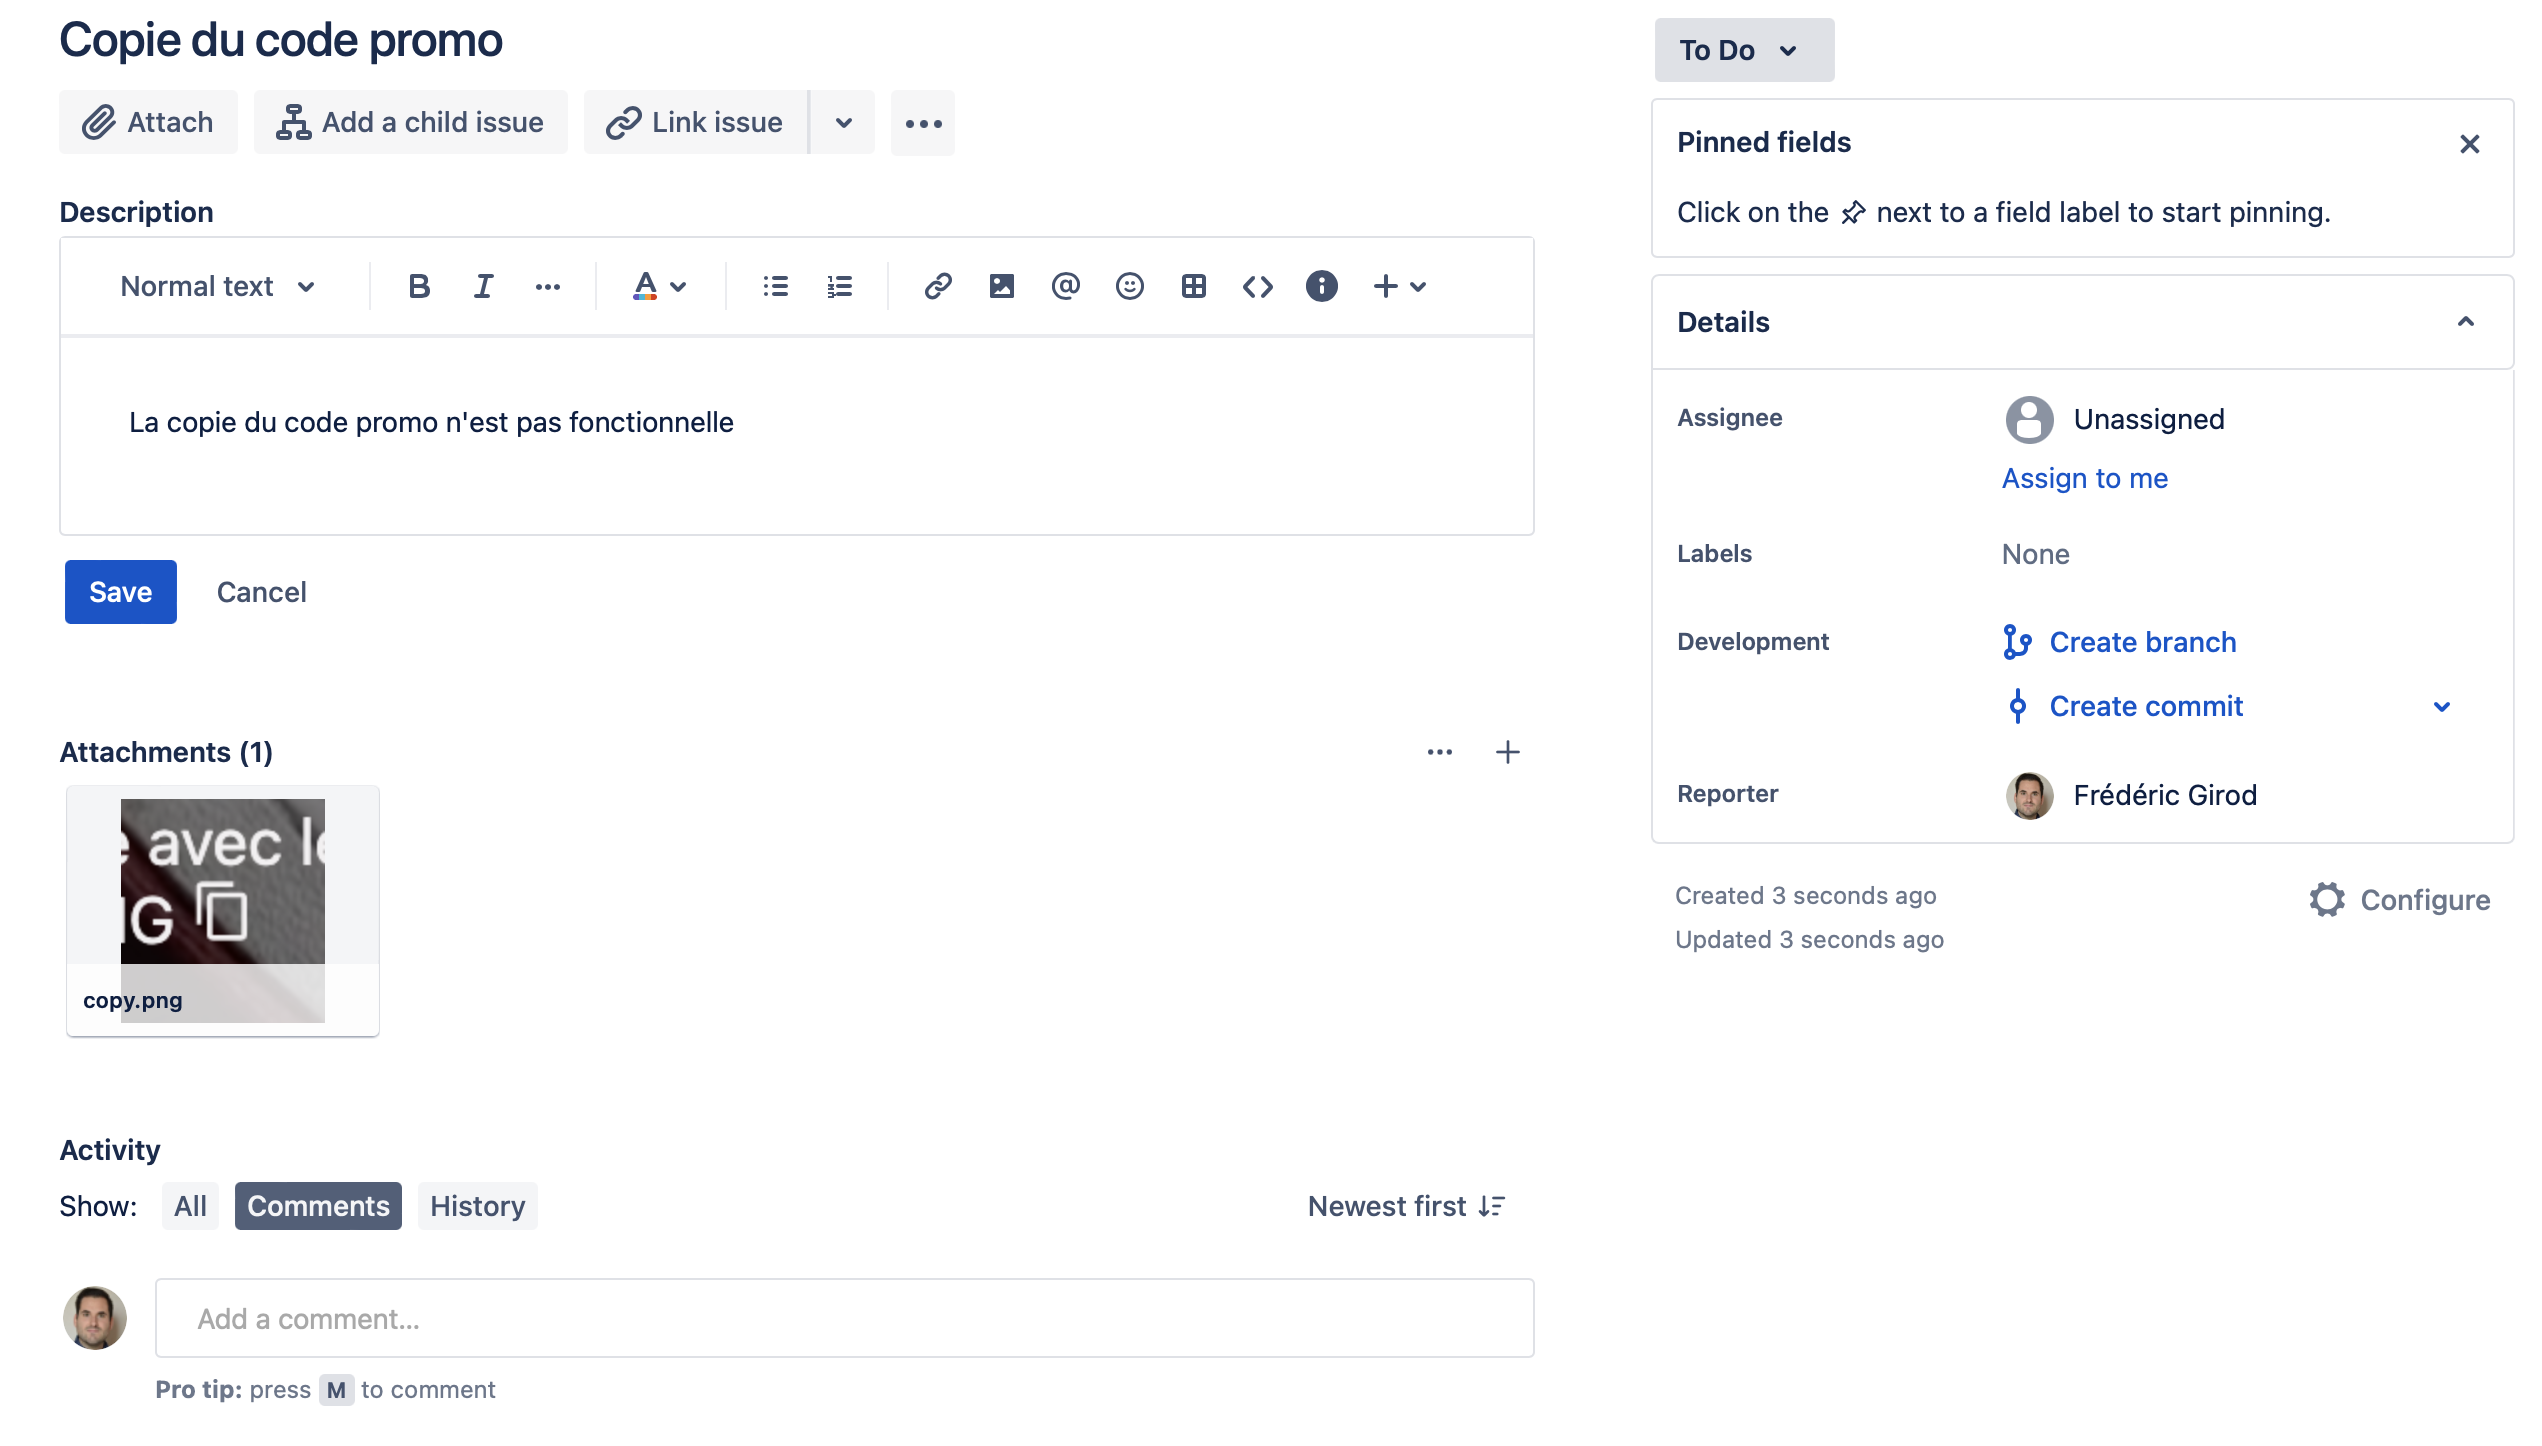 Copie du code promo
Attach
Add a child issue
Link issue
Description
Normal text
La copie du code promo n'est pas fonctionnelle
Save
Cancel
Attachments (1)
avec le
G
copy.png
Activity
Show:
All
Comments
History
Newest first
Add a comment...
Pro tip: press M to comment
To Do
Pinned fields
Click on the next to a field label to start pinning.
Details
Assignee
Unassigned
Assign to me
Labels
None
Development
Create branch
Create commit
Reporter
Frédéric Girod
Created 3 seconds ago
Updated 3 seconds ago
Configure